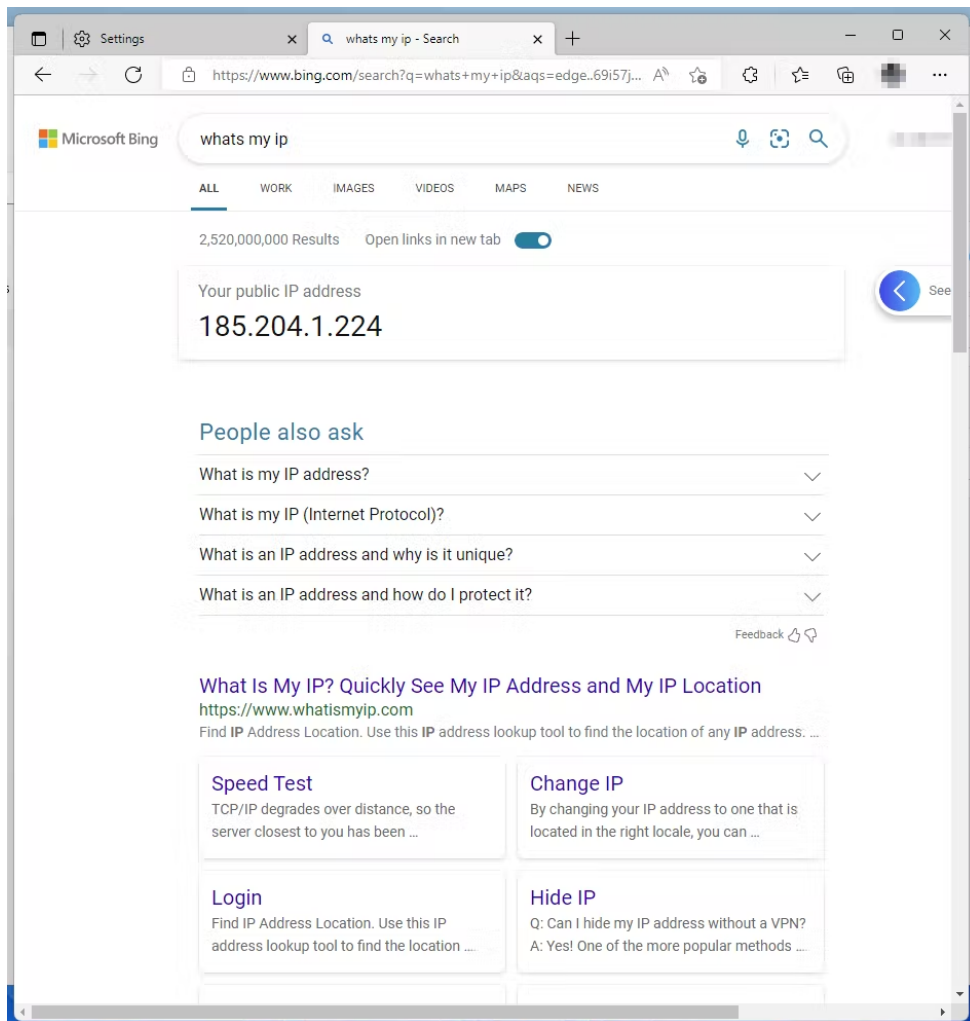 Settings
whats my ip - Search
https://www.bing.com/search?q=whats+my+ip&aqs=edge..69i57j...
Microsoft Bing
whats my ip
ALL WORK IMAGES VIDEOS MAPS NEWS
2,520,000,000 Results Open links in new tab
Your public IP address
185.204.1.224
See
People also ask
What is my IP address?
What is my IP (Internet Protocol)?
What is an IP address and why is it unique?
What is an IP address and how do I protect it?
Feedback
What Is My IP? Quickly See My IP Address and My IP Location
https://www.whatismyip.com
Find IP Address Location. Use this IP address lookup tool to find the location of any IP address. ...
Speed Test
TCP/IP degrades over distance, so the
server closest to you has been ...
Change IP
By changing your IP address to one that is
located in the right locale, you can ...
Login
Find IP Address Location. Use this IP
address lookup tool to find the location ...
Hide IP
Q: Can I hide my IP address without a VPN?
A: Yes! One of the more popular methods ...